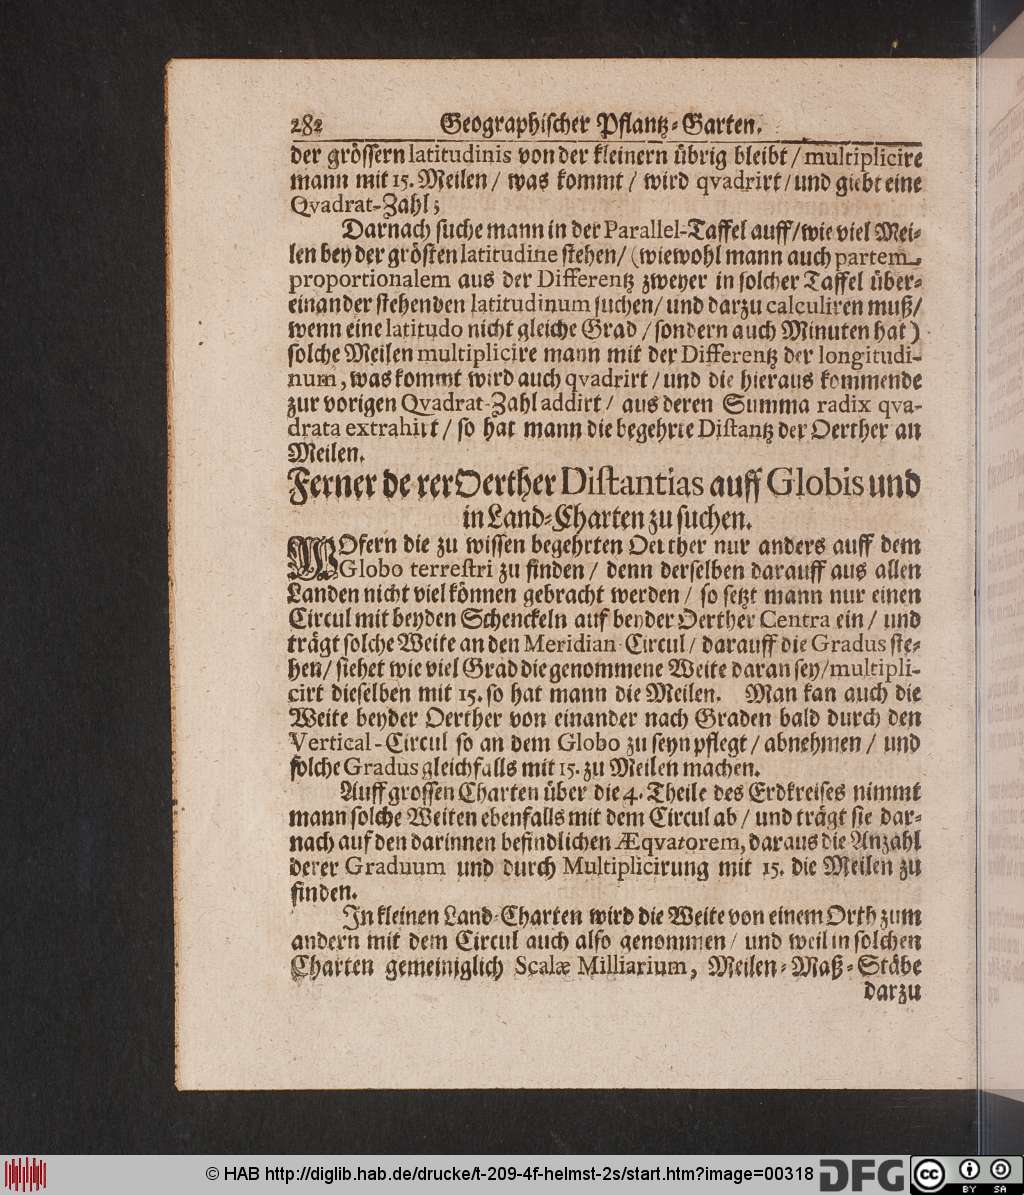 282 Geographischer Pflantz-Garten.
der grössern latitudinis von der kleinern übrig bleibt / multiplicire
mann mit 15. Meilen / was kommt / wird qvadrirt / und giebt eine
Qvadrat-Zahl;
Darnach suche mann in der Parallel-Taffel auff / wie viel Mei-
len bey der grösten latitudine stehen / (wiewohl mann auch partem
proportionalem aus der Differentz zweyer in solcher Taffel über-
einander stehenden latitudinum suchen / und darzu calculiren muß /
wenn eine latitudo nicht gleiche Grad / sondern auch Minuten hat)
solche Meilen multiplicire mann mit der Differentz der longitudi-
num, was kommt wird auch qvadrirt / und die hieraus kommende
zur vorigen Qvadrat-Zahl addirt / aus deren Summa radix qva-
drata extrahirt / so hat mann die begehrte Distantz der Oerther an
Meilen.
Ferner de rer Oerther Distantias auff Globis und
in Land-Charten zu suchen.
WOfern die zu wissen begehrten Oerther nur anders auff dem
Globo terrestri zu finden / denn derselben darauff aus allen
Landen nicht viel können gebracht werden / so setzt mann nur einen
Circul mit beyden Schenckeln auf beyder Oerther Centra ein / und
trägt solche Weite an den Meridian-Circul / darauff die Gradus ste-
hen / siehet wie viel Grad die genommene Weite daran sey / multipli-
cirt dieselben mit 15. so hat mann die Meilen. Man kan auch die
Weite beyder Oerther von einander nach Graden bald durch den
Vertical-Circul so an dem Globo zu seyn pflegt / abnehmen / und
solche Gradus gleichfalls mit 15. zu Meilen machen.
Auff grossen Charten über die 4. Theile des Erdkreises nimmt
mann solche Weiten ebenfalls mit dem Circul ab / und trägt sie dar-
nach auf den darinnen befindlichen Æqvatorem, daraus die Anzahl
derer Graduum und durch Multiplicirung mit 15. die Meilen zu
finden.
In kleinen Land-Charten wird die Weite von einem Orth zum
andern mit dem Circul auch also genommen / und weil in solchen
Charten gemeiniglich Scalæ Milliarium, Meilen-Maß-Stäbe
darzu
© HAB http://diglib.hab.de/drucke/t-209-4f-helmst-2s/start.htm?image=00318 DFG cc BY SA